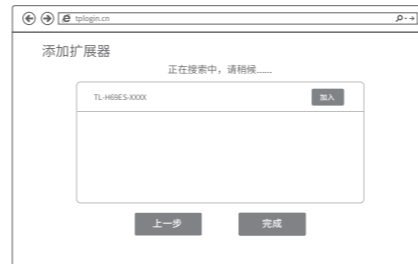 tplogin.cn
添加扩展器
正在搜索中，请稍候......
TL-H69ES-XXXX 加入
上一步 完成